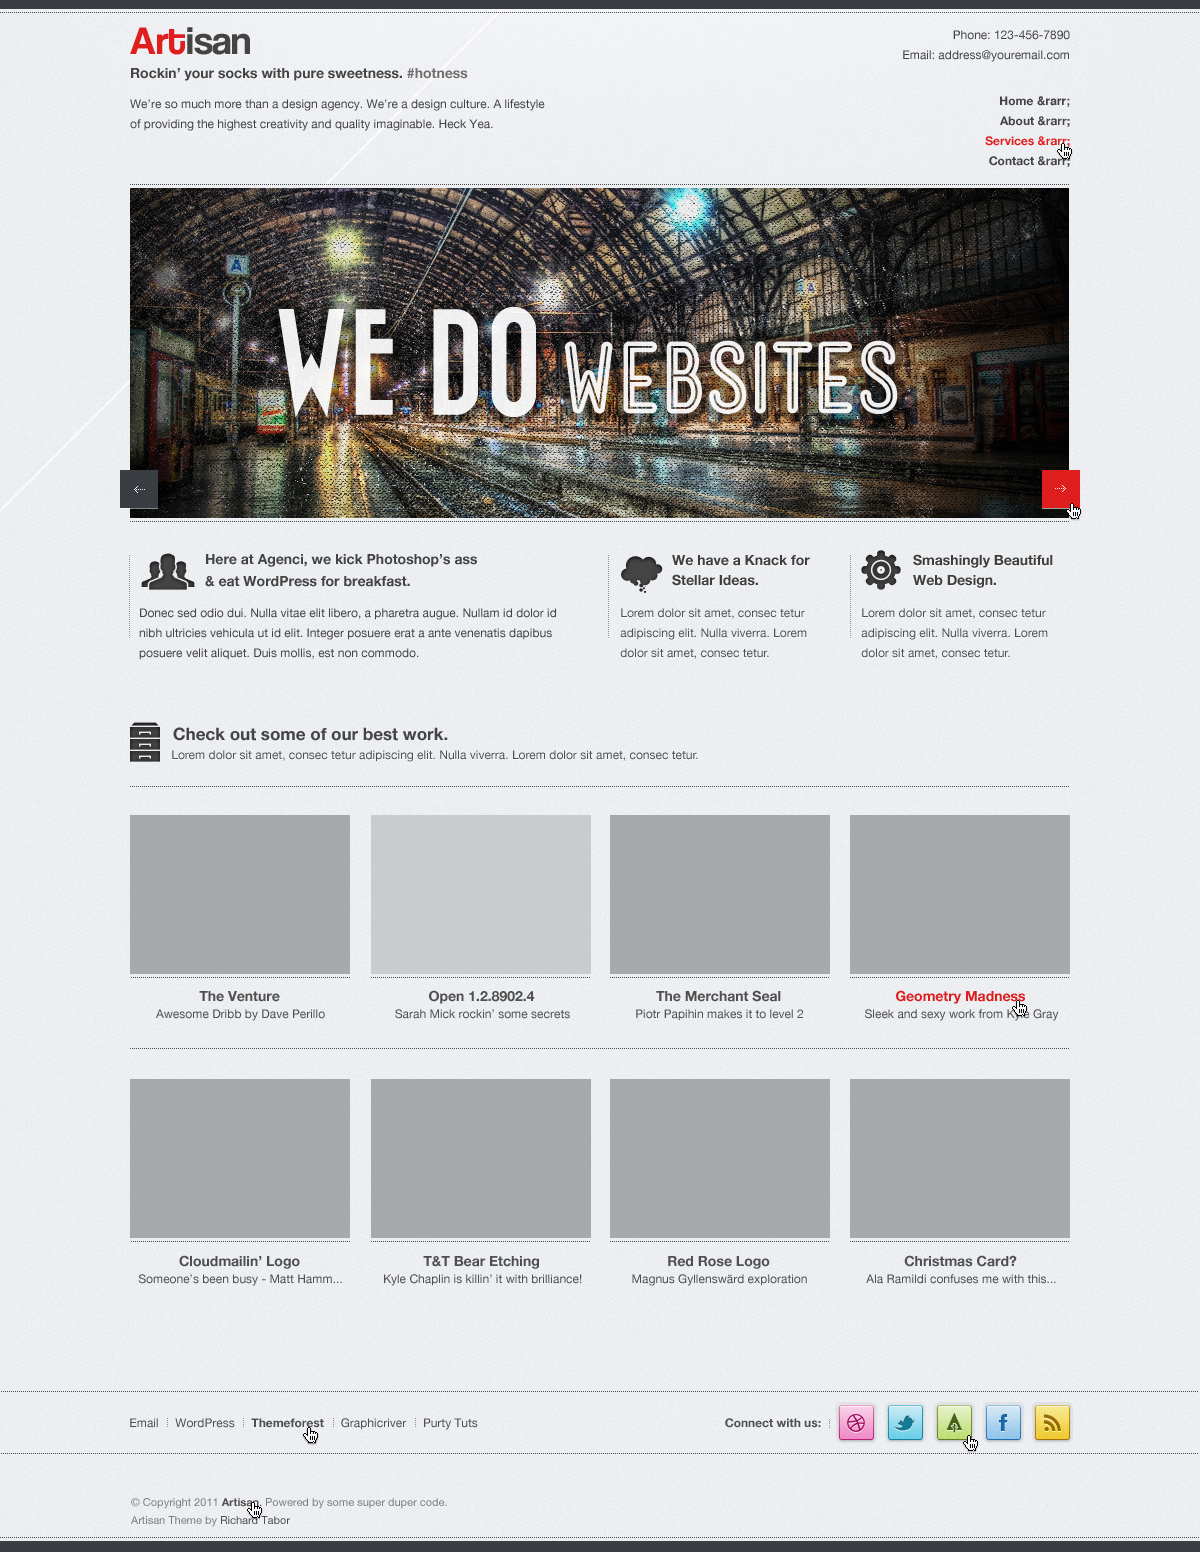 Artisan
Rockin’ your socks with pure sweetness. #hotness
We’re so much more than a design agency. We’re a design culture. A lifestyle
of providing the highest creativity and quality imaginable. Heck Yea.
Phone: 123-456-7890
Email: address@youremail.com
Home &rarr;
About &rarr;
Services &rarr;
Contact &rarr;
A
WE DO WEBSITES
Here at Agenci, we kick Photoshop’s ass
& eat WordPress for breakfast.
Donec sed odio dui. Nulla vitae elit libero, a pharetra augue. Nullam id dolor id
nibh ultricies vehicula ut id elit. Integer posuere erat a ante venenatis dapibus
posuere velit aliquet. Duis mollis, est non commodo.
We have a Knack for
Stellar Ideas.
Lorem dolor sit amet, consec tetur
adipiscing elit. Nulla viverra. Lorem
dolor sit amet, consec tetur.
Smashingly Beautiful
Web Design.
Lorem dolor sit amet, consec tetur
adipiscing elit. Nulla viverra. Lorem
dolor sit amet, consec tetur.
Check out some of our best work.
Lorem dolor sit amet, consec tetur adipiscing elit. Nulla viverra. Lorem dolor sit amet, consec tetur.
The Venture
Awesome Dribb by Dave Perillo
Open 1.2.8902.4
Sarah Mick rockin’ some secrets
The Merchant Seal
Piotr Papihin makes it to level 2
Geometry Madness
Sleek and sexy work from Kyle Gray
Cloudmailin’ Logo
Someone’s been busy - Matt Hamm...
T&T Bear Etching
Kyle Chaplin is killin’ it with brilliance!
Red Rose Logo
Magnus Gyllenswärd exploration
Christmas Card?
Ala Ramildi confuses me with this...
Email
WordPress
Themeforest
Graphicriver
Purty Tuts
Connect with us:
© Copyright 2011 Artisan. Powered by some super duper code.
Artisan Theme by Richard Tabor